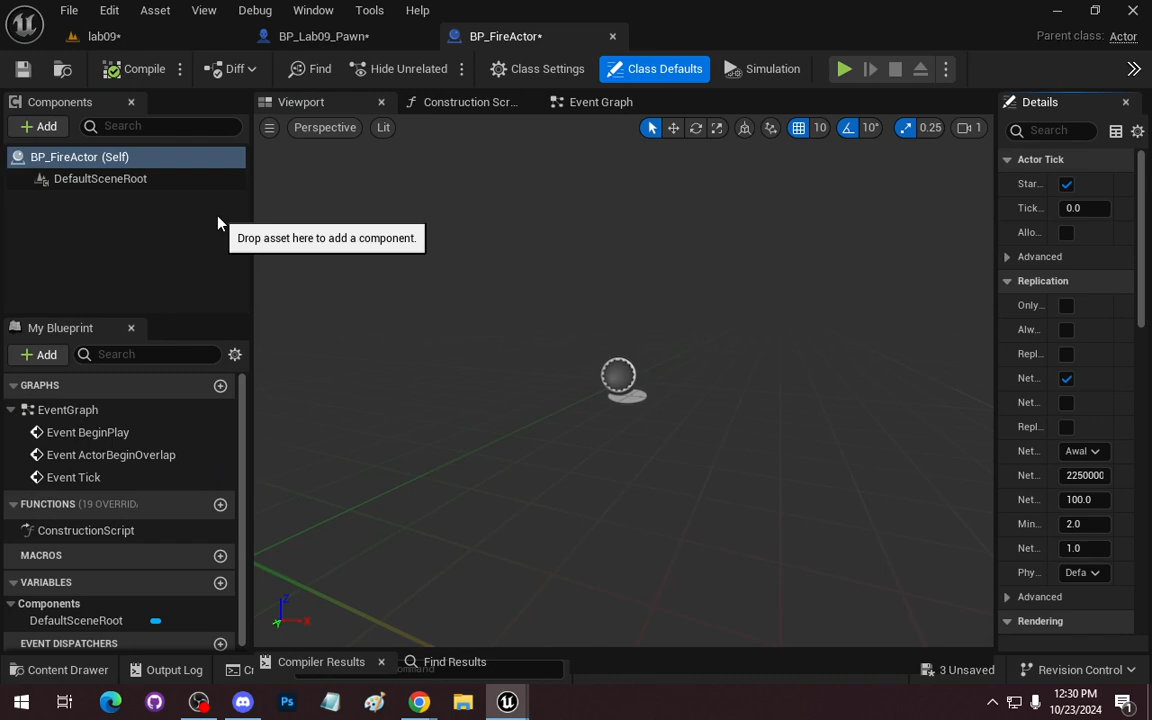 File Edit Asset View Debug Window Tools Help
lab09* BP_Lab09_Pawn* BP_FireActor* Parent class: Actor
Compile Diff Find Hide Unrelated Class Settings Class Defaults Simulation
Components Viewport Construction Scr... Event Graph Details
Add Search Perspective Lit 10 10° 0.25 1 Search
BP_FireActor (Self)
DefaultSceneRoot
Drop asset here to add a component.
My Blueprint
Add Search
GRAPHS
EventGraph
Event BeginPlay
Event ActorBeginOverlap
Event Tick
FUNCTIONS (19 OVERRID.
ConstructionScript
MACROS
VARIABLES
Components
DefaultSceneRoot
EVENT DISPATCHERS
Z
X
Y
Actor Tick
Star...
Tick... 0.0
Allo...
Advanced
Replication
Only...
Alw...
Repl...
Net...
Net...
Repl...
Net... Awal
Net... 2250000
Net... 100.0
Min... 2.0
Net... 1.0
Phy... Defa
Advanced
Rendering
Compiler Results Find Results
Content Drawer Output Log 3 Unsaved Revision Control
12:30 PM
10/23/2024
1